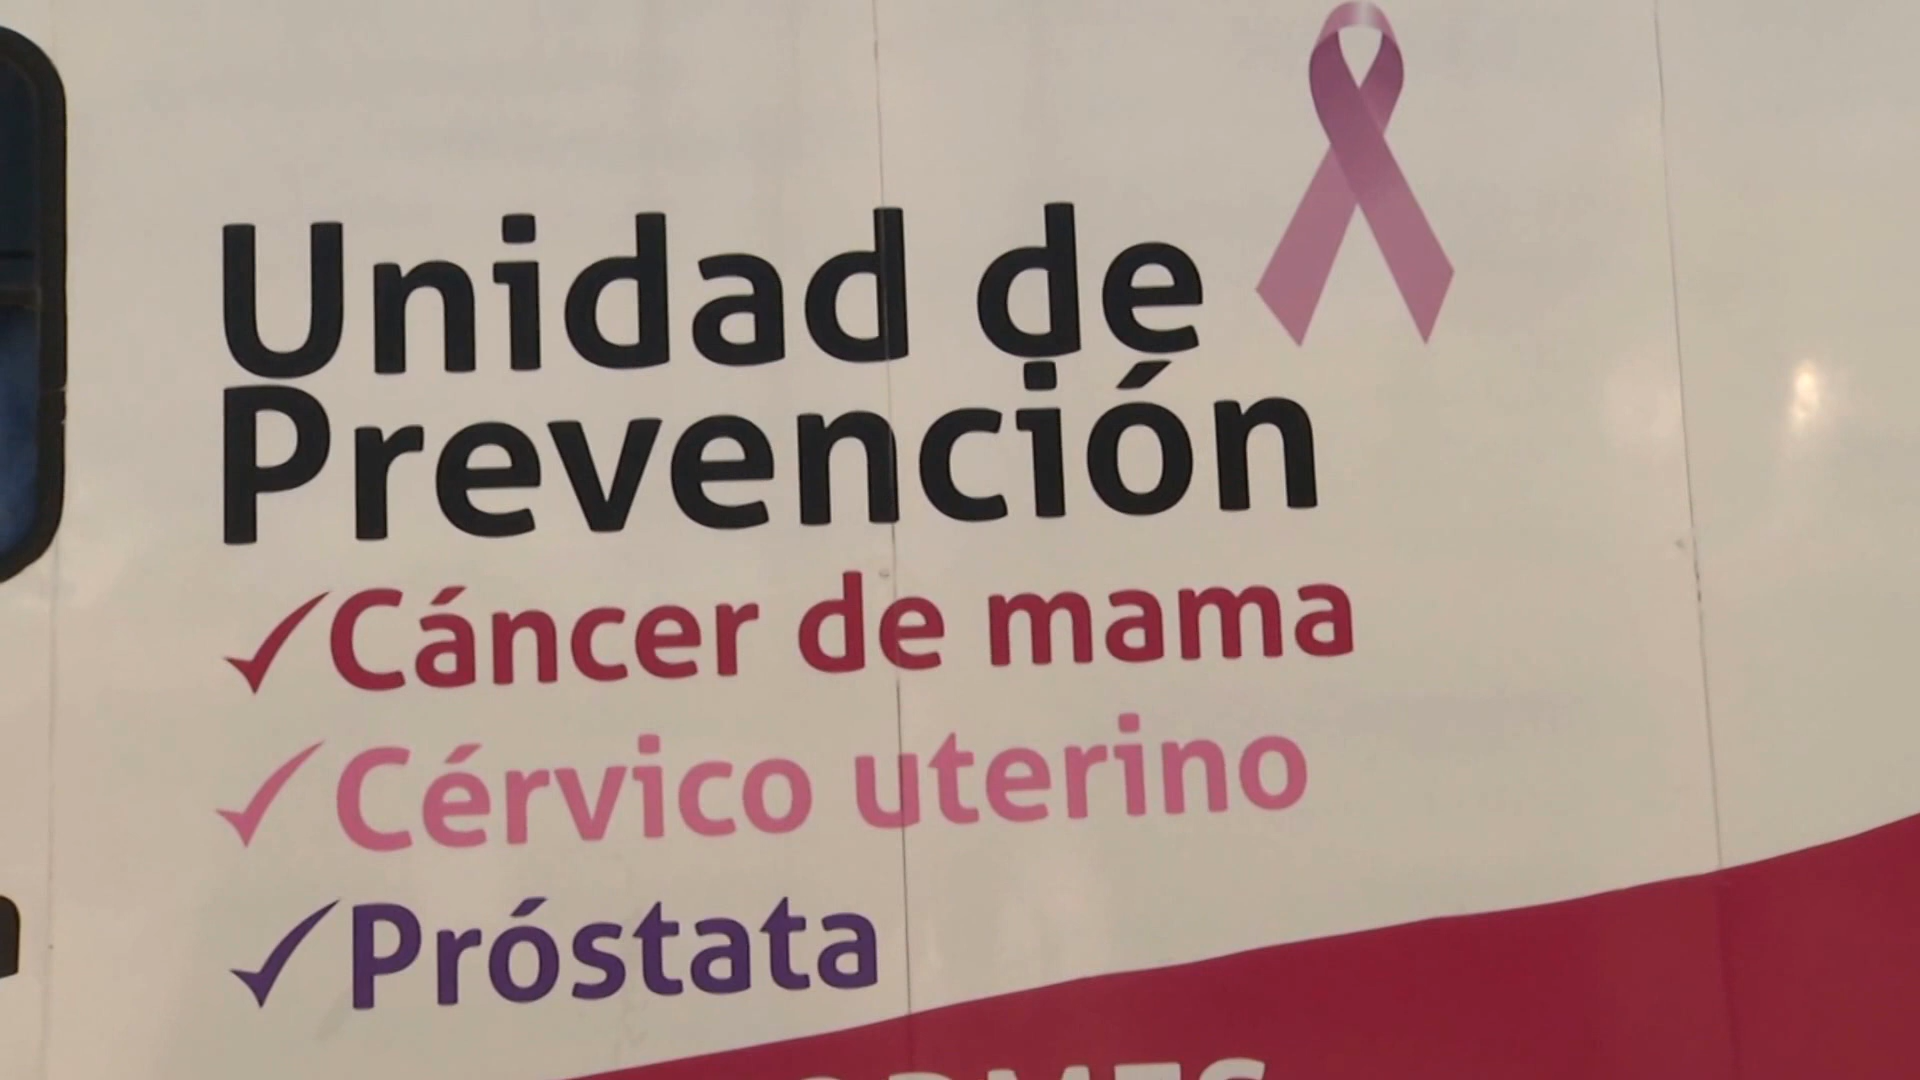 Unidad de
Prevención
✓Cáncer de mama
✓Cérvico uterino
✓Próstata